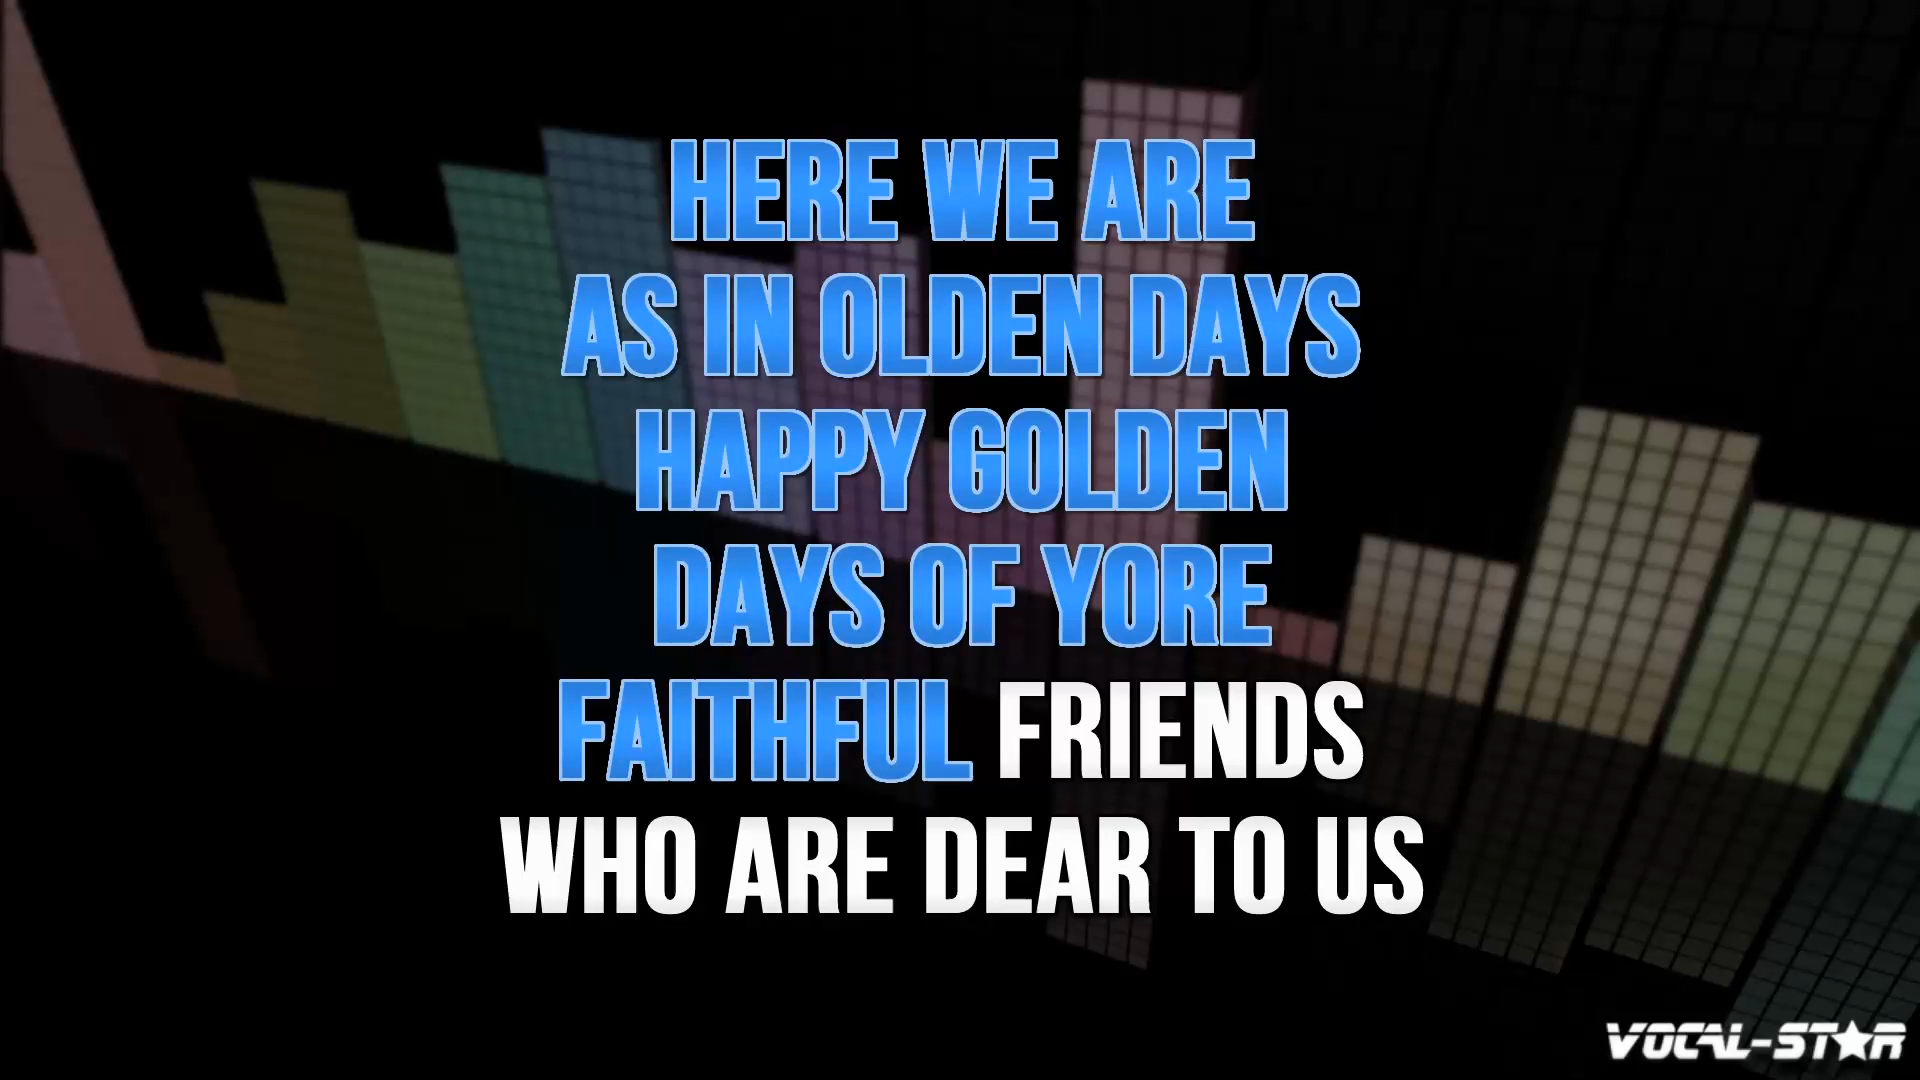 HERE WE ARE
AS IN OLDEN DAYS
HAPPY GOLDEN
DAYS OF YORE
FAITHFUL FRIENDS
WHO ARE DEAR TO US
VOCAL-STAR